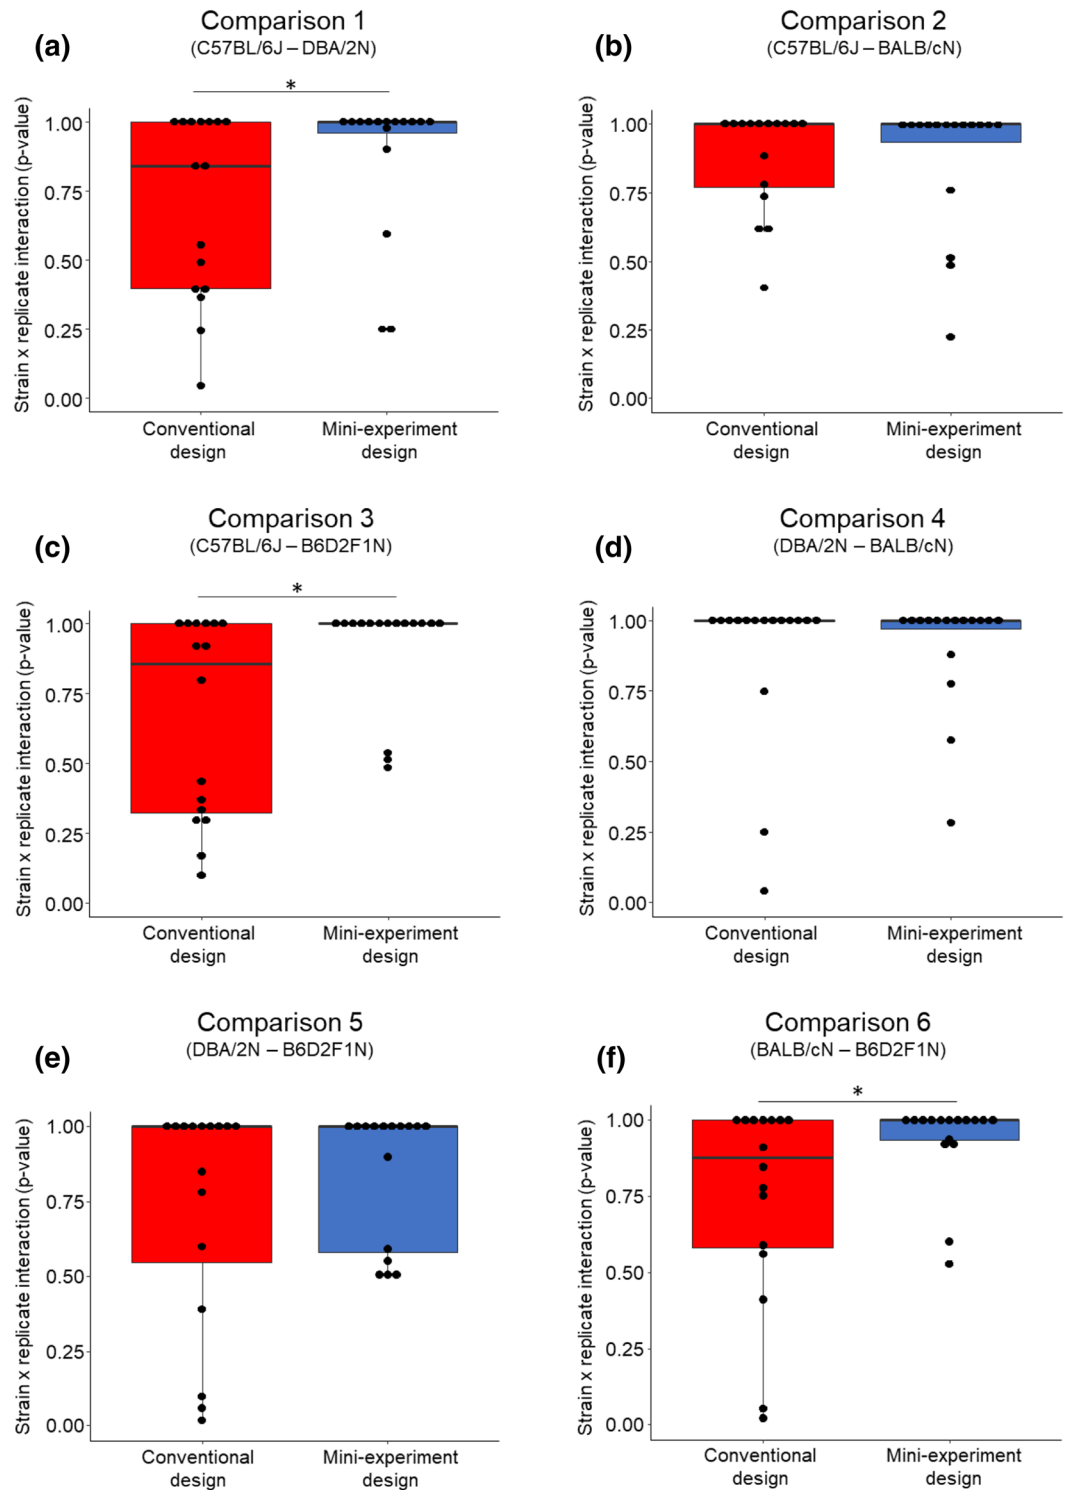 Comparison 1
(a)
(C57BL/6J – DBA/2N)
*
Strain x replicate interaction (p-value)
1.00
0.75
0.50
0.25
0.00
Conventional
design
Mini-experiment
design
Comparison 2
(b)
(C57BL/6J – BALB/cN)
Strain x replicate interaction (p-value)
1.00
0.75
0.50
0.25
0.00
Conventional
design
Mini-experiment
design
Comparison 3
(c)
(C57BL/6J – B6D2F1N)
*
Strain x replicate interaction (p-value)
1.00
0.75
0.50
0.25
0.00
Conventional
design
Mini-experiment
design
Comparison 4
(d)
(DBA/2N – BALB/cN)
Strain x replicate interaction (p-value)
1.00
0.75
0.50
0.25
0.00
Conventional
design
Mini-experiment
design
Comparison 5
(e)
(DBA/2N – B6D2F1N)
Strain x replicate interaction (p-value)
1.00
0.75
0.50
0.25
0.00
Conventional
design
Mini-experiment
design
Comparison 6
(f)
(BALB/cN – B6D2F1N)
*
Strain x replicate interaction (p-value)
1.00
0.75
0.50
0.25
0.00
Conventional
design
Mini-experiment
design